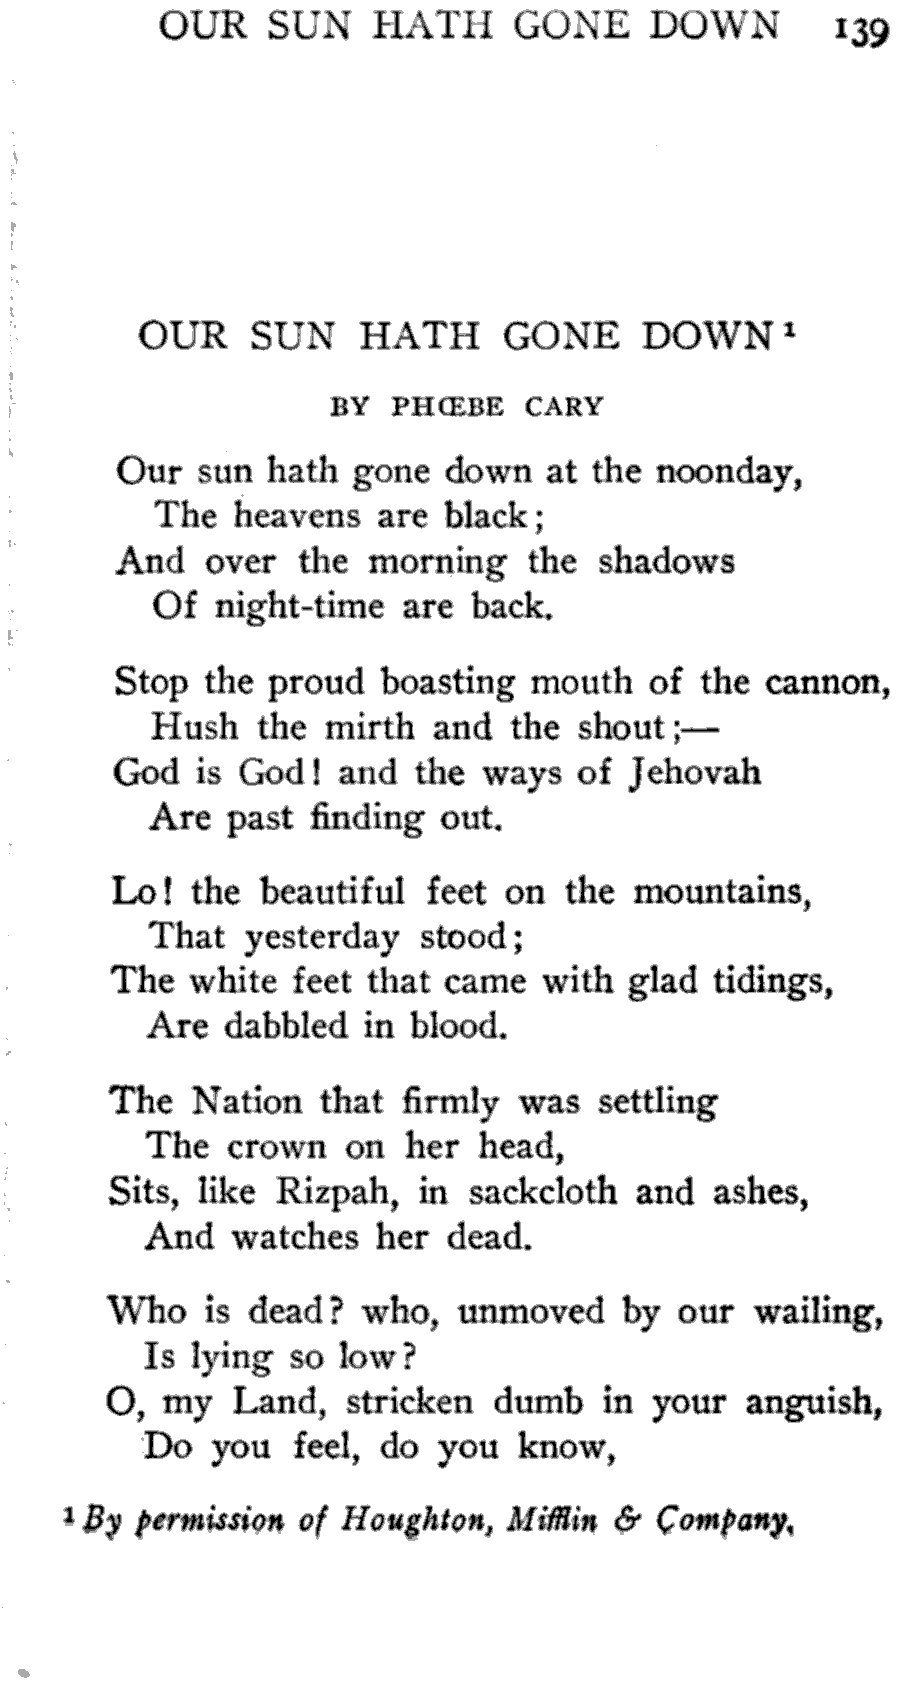 OUR SUN HATH GONE DOWN 139
OUR SUN HATH GONE DOWN¹
BY PHŒBE CARY
Our sun hath gone down at the noonday,
The heavens are black;
And over the morning the shadows
Of night-time are back.
Stop the proud boasting mouth of the cannon,
Hush the mirth and the shout;—
God is God! and the ways of Jehovah
Are past finding out.
Lo! the beautiful feet on the mountains,
That yesterday stood;
The white feet that came with glad tidings,
Are dabbled in blood.
The Nation that firmly was settling
The crown on her head,
Sits, like Rizpah, in sackcloth and ashes,
And watches her dead.
Who is dead? who, unmoved by our wailing,
Is lying so low?
O, my Land, stricken dumb in your anguish,
Do you feel, do you know,
¹ By permission of Houghton, Mifflin & Company.